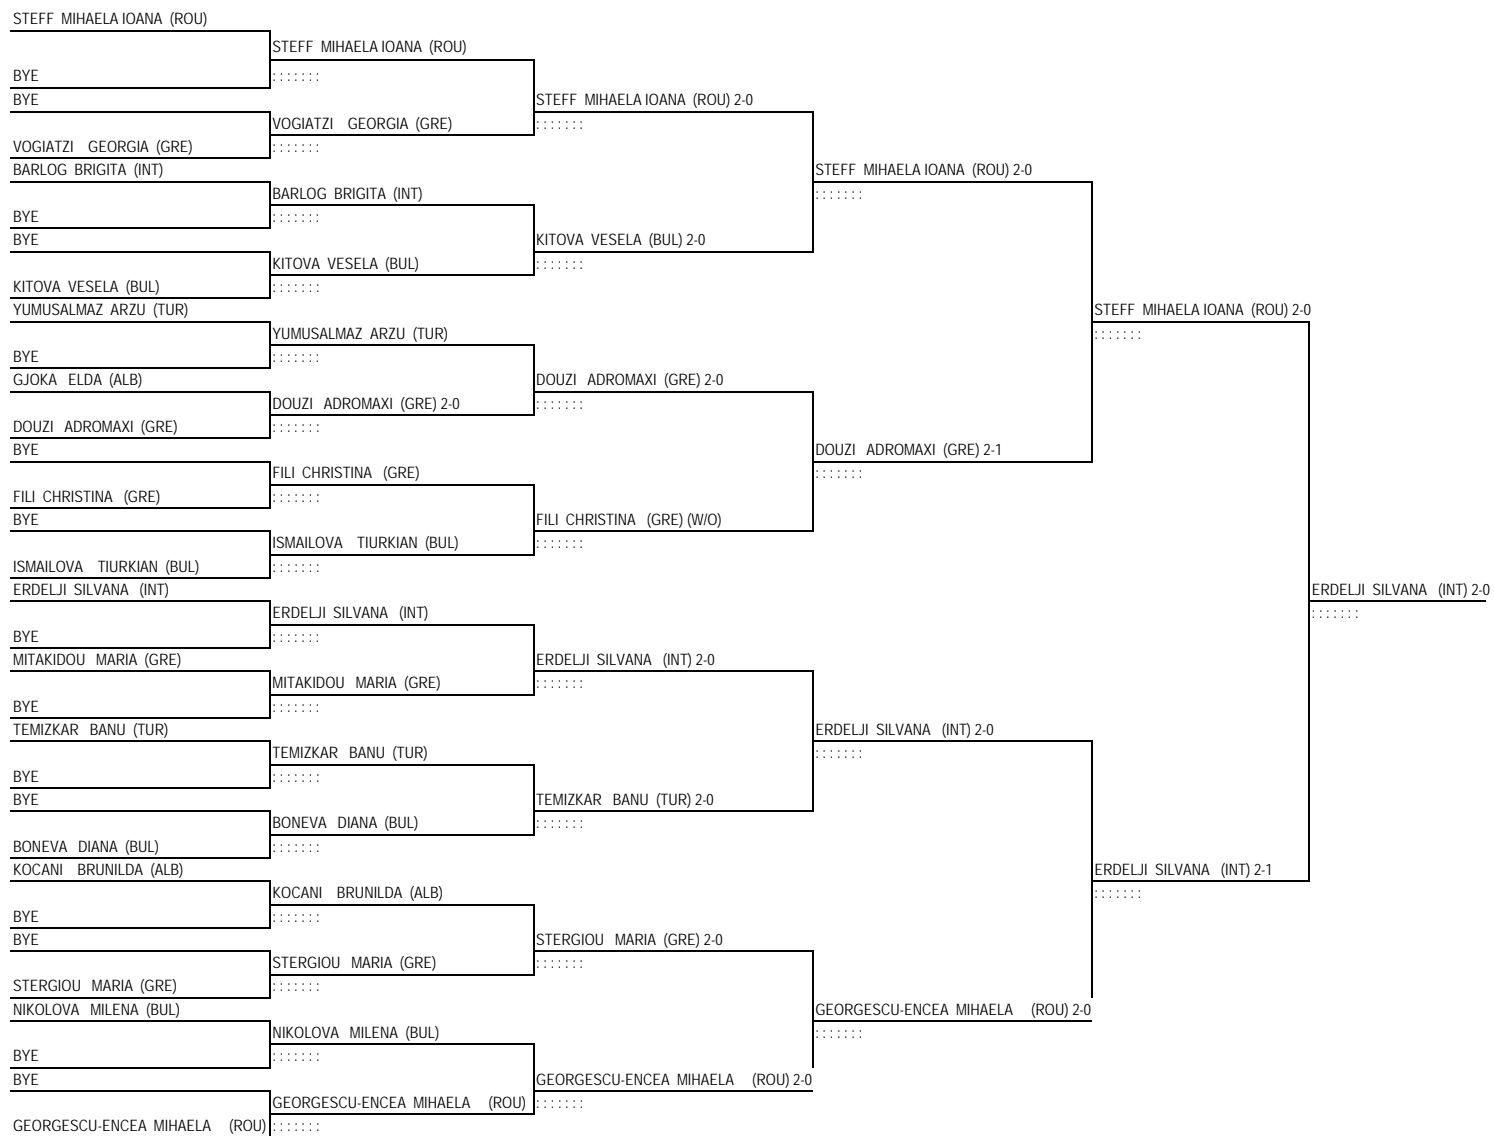 STEFF MIHAELA IOANA (ROU)
STEFF MIHAELA IOANA (ROU)
BYE
:::::::
BYE
STEFF MIHAELA IOANA (ROU) 2-0
VOGIATZI GEORGIA (GRE)
:::::::
VOGIATZI GEORGIA (GRE)
:::::::
BARLOG BRIGITA (INT)
STEFF MIHAELA IOANA (ROU) 2-0
BARLOG BRIGITA (INT)
:::::::
BYE
:::::::
BYE
KITOVA VESELA (BUL) 2-0
KITOVA VESELA (BUL)
:::::::
KITOVA VESELA (BUL)
:::::::
YUMUSALMAZ ARZU (TUR)
STEFF MIHAELA IOANA (ROU) 2-0
YUMUSALMAZ ARZU (TUR)
:::::::
BYE
:::::::
GJOKA ELDA (ALB)
DOUZI ADROMAXI (GRE) 2-0
DOUZI ADROMAXI (GRE) 2-0
:::::::
DOUZI ADROMAXI (GRE)
:::::::
BYE
DOUZI ADROMAXI (GRE) 2-1
FILI CHRISTINA (GRE)
:::::::
FILI CHRISTINA (GRE)
:::::::
BYE
FILI CHRISTINA (GRE) (W/O)
ISMAILOVA TIURKIAN (BUL)
:::::::
ISMAILOVA TIURKIAN (BUL)
:::::::
ERDELJI SILVANA (INT)
ERDELJI SILVANA (INT) 2-0
ERDELJI SILVANA (INT)
:::::::
BYE
:::::::
MITAKIDOU MARIA (GRE)
ERDELJI SILVANA (INT) 2-0
MITAKIDOU MARIA (GRE)
:::::::
BYE
:::::::
TEMIZKAR BANU (TUR)
ERDELJI SILVANA (INT) 2-0
TEMIZKAR BANU (TUR)
:::::::
BYE
:::::::
BYE
TEMIZKAR BANU (TUR) 2-0
BONEVA DIANA (BUL)
:::::::
BONEVA DIANA (BUL)
:::::::
KOCANI BRUNILDA (ALB)
ERDELJI SILVANA (INT) 2-1
KOCANI BRUNILDA (ALB)
:::::::
BYE
:::::::
BYE
STERGIOU MARIA (GRE) 2-0
STERGIOU MARIA (GRE)
:::::::
STERGIOU MARIA (GRE)
:::::::
NIKOLOVA MILENA (BUL)
GEORGESCU-ENCEA MIHAELA (ROU) 2-0
NIKOLOVA MILENA (BUL)
:::::::
BYE
:::::::
BYE
GEORGESCU-ENCEA MIHAELA (ROU) 2-0
GEORGESCU-ENCEA MIHAELA (ROU)
:::::::
GEORGESCU-ENCEA MIHAELA (ROU)
:::::::